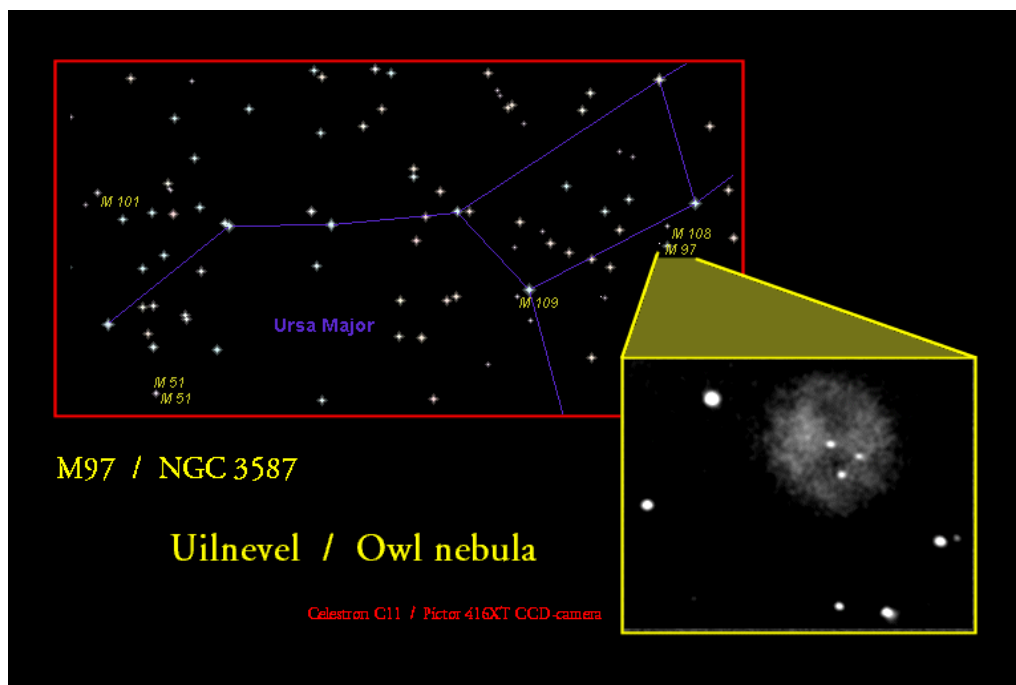 M 101
M 108
M 97
M 109
Ursa Major
M 51
M 51
M97 / NGC 3587
Uilnevel / Owl nebula
Celestron C11 / Pictor 416XT CCD-camera